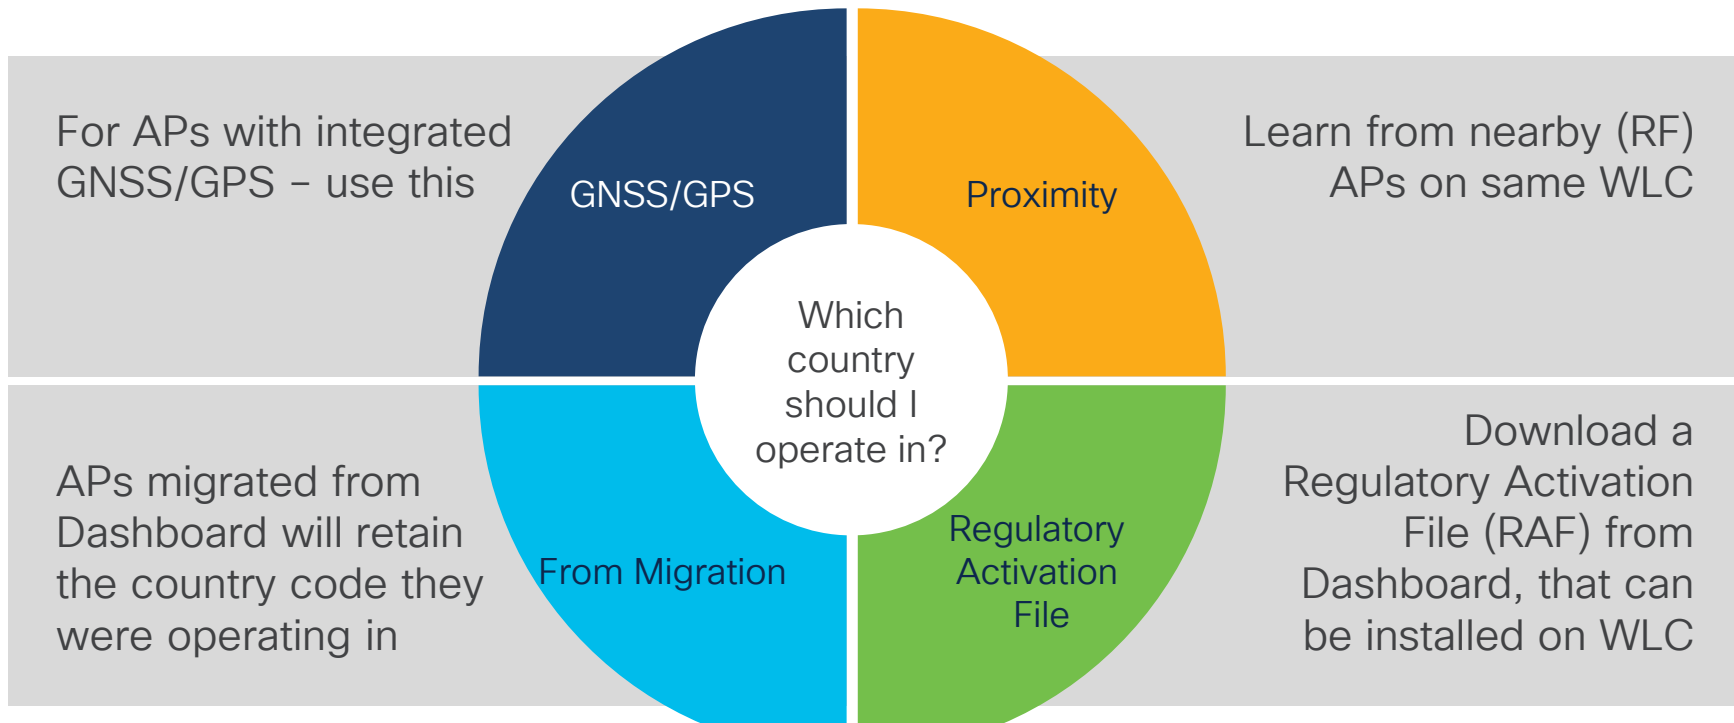 For APs with integrated
GNSS/GPS – use this
GNSS/GPS
Proximity
Learn from nearby (RF)
APs on same WLC
Which
country
should I
operate in?
APs migrated from
Dashboard will retain
the country code they
were operating in
From Migration
Regulatory
Activation
File
Download a
Regulatory Activation
File (RAF) from
Dashboard, that can
be installed on WLC